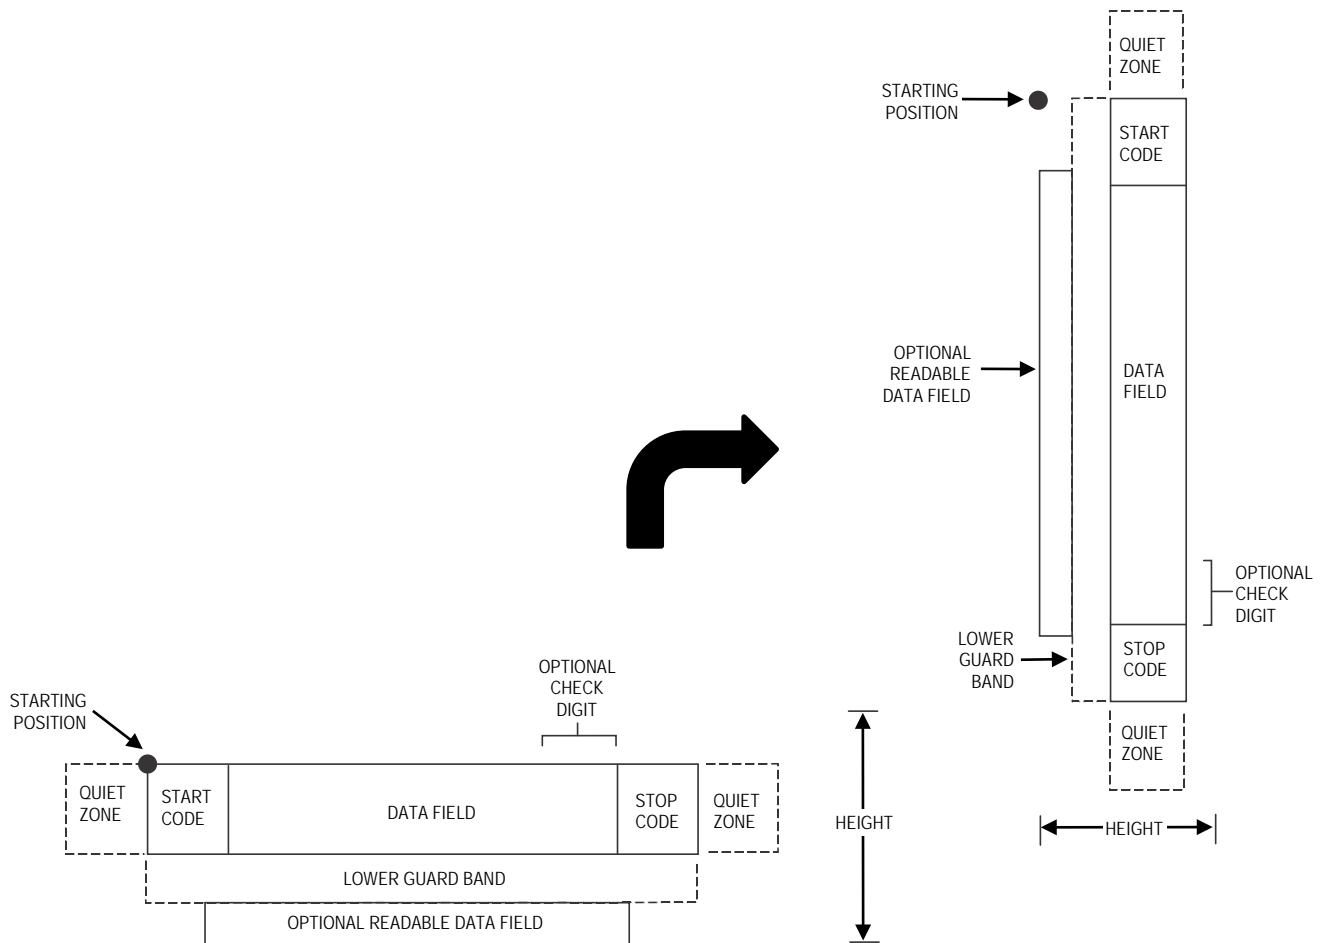 QUIET
ZONE
STARTING
POSITION
START
CODE
OPTIONAL
READABLE
DATA FIELD
DATA
FIELD
OPTIONAL
CHECK
DIGIT
LOWER
GUARD
BAND
STOP
CODE
QUIET
ZONE
HEIGHT
OPTIONAL
CHECK
DIGIT
STARTING
POSITION
QUIET
ZONE
START
CODE
DATA FIELD
STOP
CODE
QUIET
ZONE
HEIGHT
LOWER GUARD BAND
OPTIONAL READABLE DATA FIELD